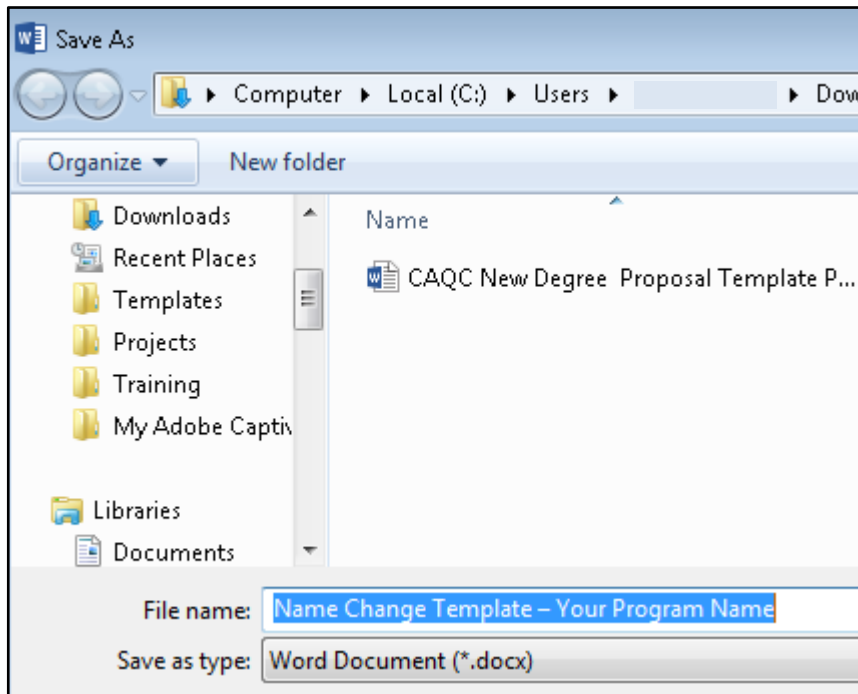 Save As
Computer Local (C:) Users Dow
Organize New folder
Downloads
Recent Places
Templates
Projects
Training
My Adobe Captiv
Libraries
Documents
Name
CAQC New Degree  Proposal Template P...
File name: Name Change Template – Your Program Name
Save as type: Word Document (*.docx)